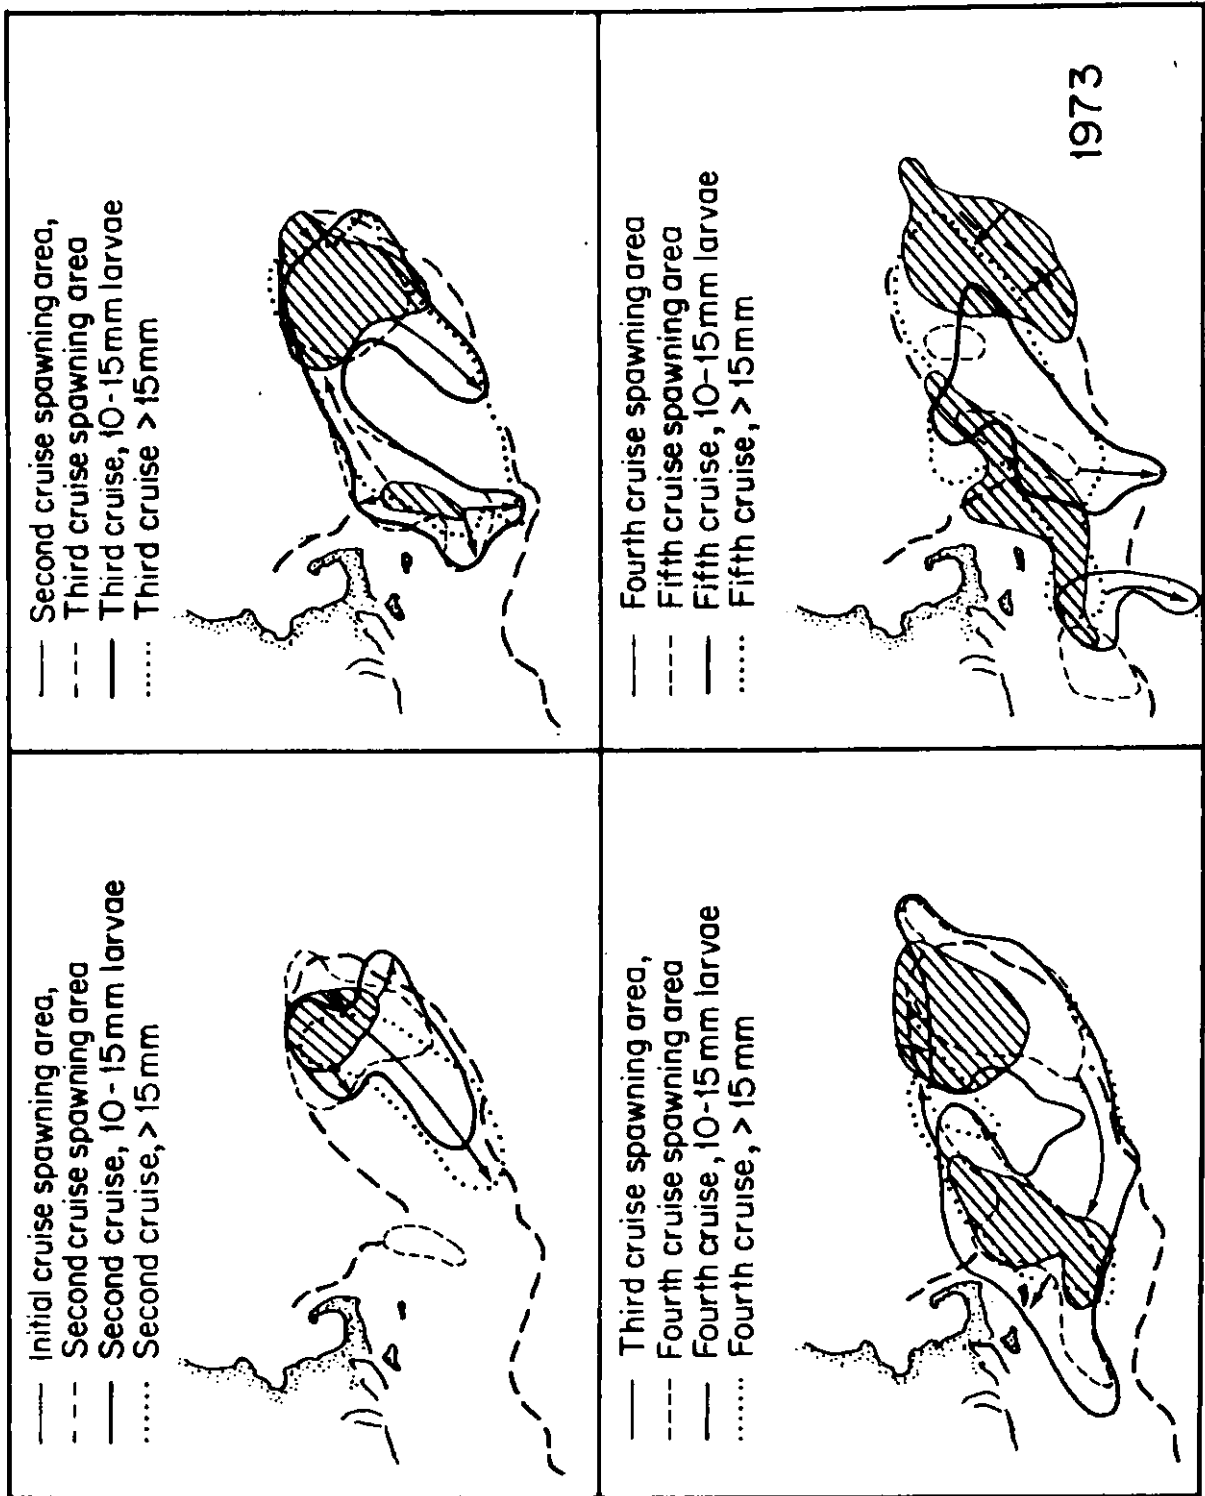 Initial cruise spawning area,
Second cruise spawning area
Second cruise, 10-15mm larvae
Second cruise, >15mm
Second cruise spawning area,
Third cruise spawning area
Third cruise, 10-15mm larvae
Third cruise >15mm
Third cruise spawning area,
Fourth cruise spawning area
Fourth cruise, 10-15mm larvae
Fourth cruise, >15mm
Fourth cruise spawning area
Fifth cruise spawning area
Fifth cruise, 10-15mm larvae
Fifth cruise, >15mm
1973